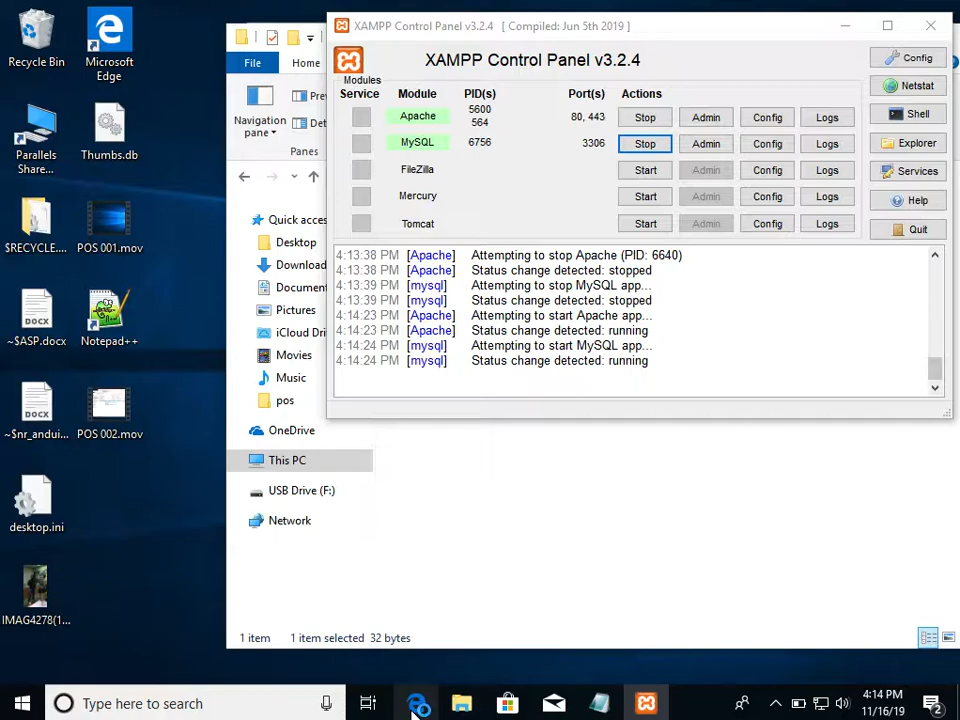 Recycle Bin
Microsoft
Edge
Parallels
Share...
Thumbs.db
$RECYCLE....
POS 001.mov
~$ASP.docx
Notepad++
~$nr_andui...
POS 002.mov
desktop.ini
IMAG4278(1...
File
Home
Navigation
pane
Panes
Quick acces
Desktop
Download
Document
Pictures
iCloud Dri
Movies
Music
pos
OneDrive
This PC
USB Drive (F:)
Network
1 item
1 item selected 32 bytes
XAMPP Control Panel v3.2.4 [ Compiled: Jun 5th 2019 ]
XAMPP Control Panel v3.2.4
Modules
Service Module PID(s) Port(s) Actions
Apache 5600 564 80, 443 Stop Admin Config Logs
MySQL 6756 3306 Stop Admin Config Logs
FileZilla Start Admin Config Logs
Mercury Start Admin Config Logs
Tomcat Start Admin Config Logs
Config
Netstat
Shell
Explorer
Services
Help
Quit
4:13:38 PM [Apache] Attempting to stop Apache (PID: 6640)
4:13:38 PM [Apache] Status change detected: stopped
4:13:39 PM [mysql] Attempting to stop MySQL app...
4:13:39 PM [mysql] Status change detected: stopped
4:14:23 PM [Apache] Attempting to start Apache app...
4:14:23 PM [Apache] Status change detected: running
4:14:24 PM [mysql] Attempting to start MySQL app...
4:14:24 PM [mysql] Status change detected: running
Type here to search
4:14 PM
11/16/19
2